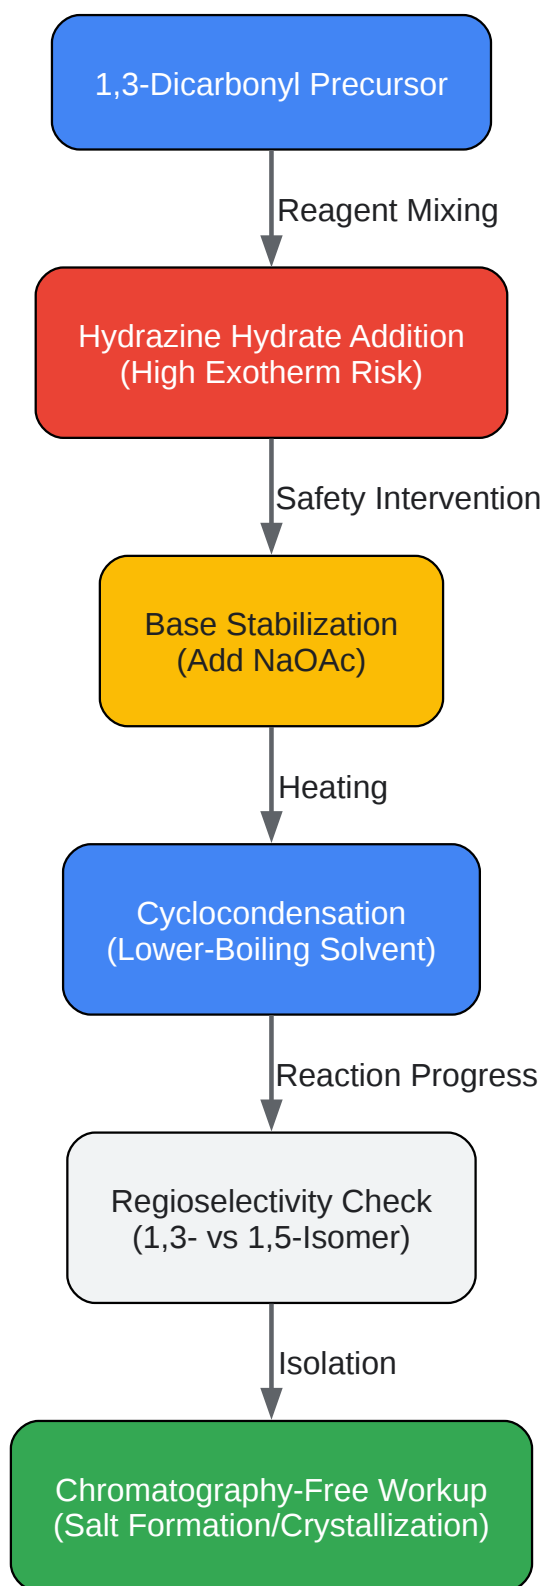 1,3-Dicarbonyl Precursor
Reagent Mixing
Hydrazine Hydrate Addition
(High Exotherm Risk)
Safety Intervention
Base Stabilization
(Add NaOAc)
Heating
Cyclocondensation
(Lower-Boiling Solvent)
Reaction Progress
Regioselectivity Check
(1,3- vs 1,5-Isomer)
Isolation
Chromatography-Free Workup
(Salt Formation/Crystallization)